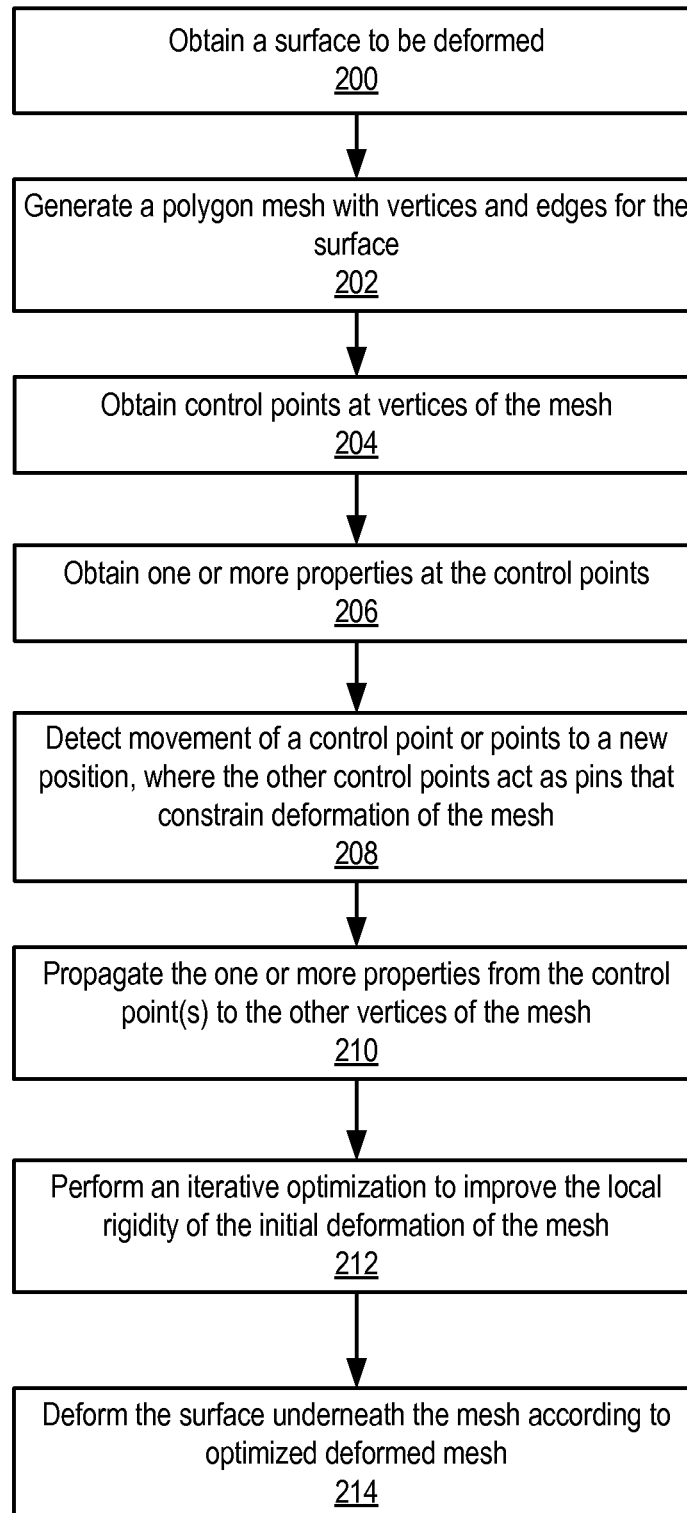 Obtain a surface to be deformed
200
Generate a polygon mesh with vertices and edges for the
surface
202
Obtain control points at vertices of the mesh
204
Obtain one or more properties at the control points
206
Detect movement of a control point or points to a new
position, where the other control points act as pins that
constrain deformation of the mesh
208
Propagate the one or more properties from the control
point(s) to the other vertices of the mesh
210
Perform an iterative optimization to improve the local
rigidity of the initial deformation of the mesh
212
Deform the surface underneath the mesh according to
optimized deformed mesh
214